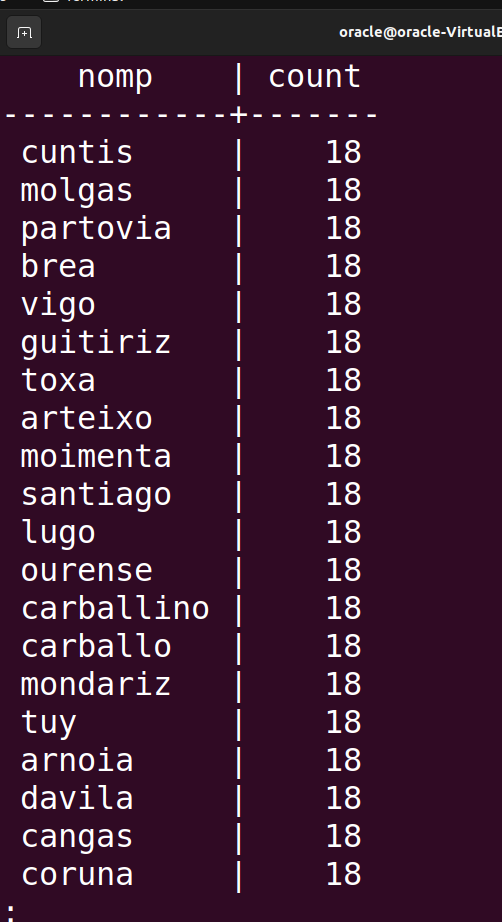 oracle@oracle-VirtualB
nomp | count
------------+-------
cuntis | 18
molgas | 18
partovia | 18
brea | 18
vigo | 18
guitiriz | 18
toxa | 18
arteixo | 18
moimenta | 18
santiago | 18
lugo | 18
ourense | 18
carballino | 18
carballo | 18
mondariz | 18
tuy | 18
arnoia | 18
davila | 18
cangas | 18
coruna | 18
: